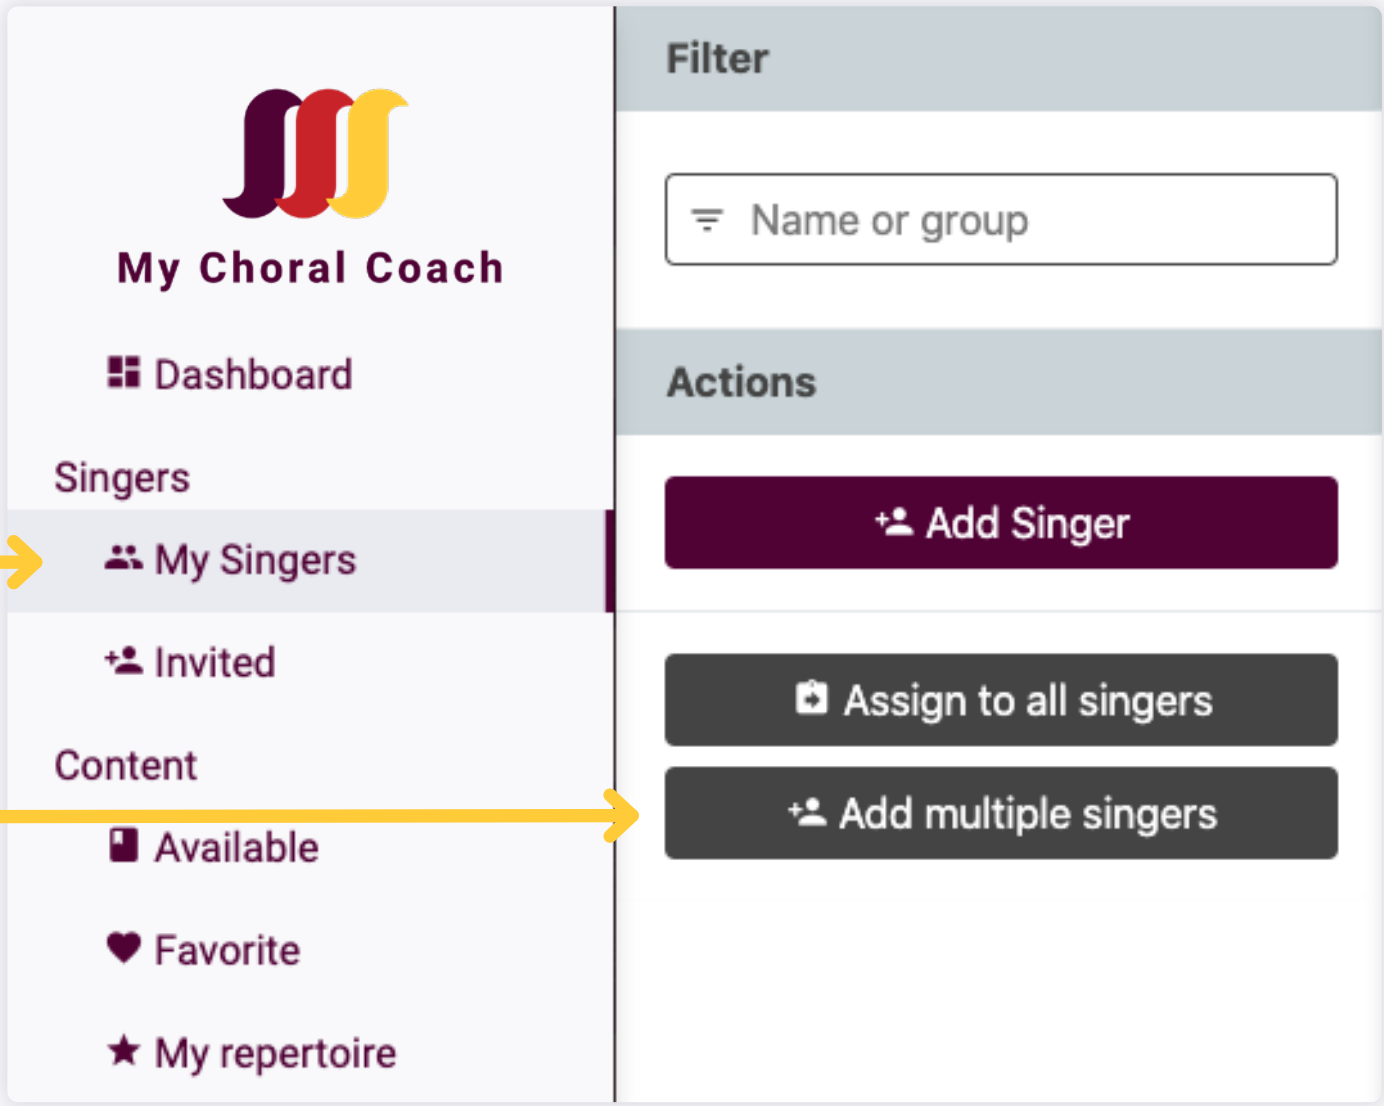 My Choral Coach
Dashboard
Singers
My Singers
Invited
Content
Available
Favorite
My repertoire
Filter
Name or group
Actions
Add Singer
Assign to all singers
Add multiple singers